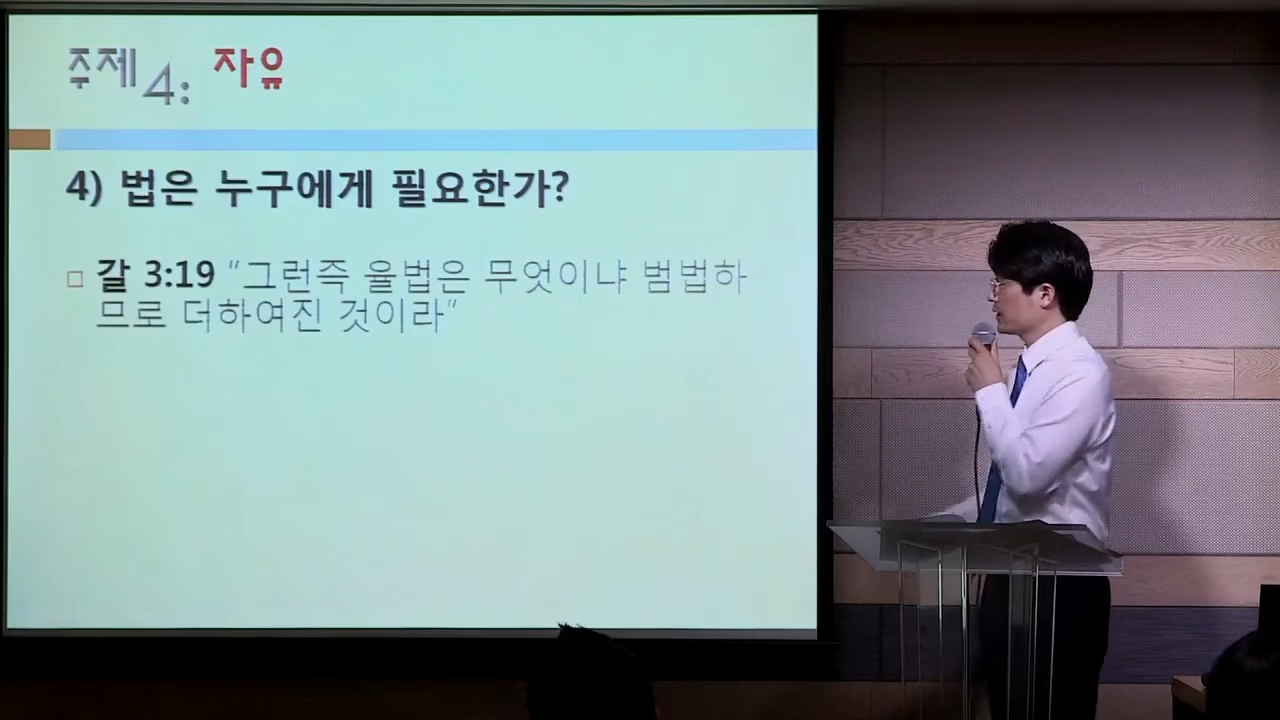 주제 4: 자유
4) 법은 누구에게 필요한가?
갈 3:19 “그런즉 율법은 무엇이냐 범법하
므로 더하여진 것이라”